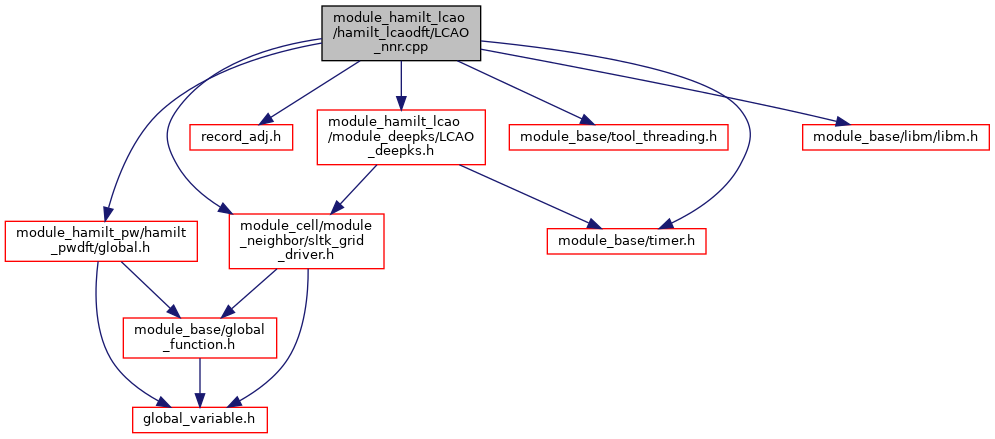 module_hamilt_lcao
/hamilt_lcaodft/LCAO
_nnr.cpp
record_adj.h
module_hamilt_lcao
/module_deepks/LCAO
_deepks.h
module_base/tool_threading.h
module_base/libm/libm.h
module_hamilt_pw/hamilt
_pwdft/global.h
module_cell/module
_neighbor/sltk_grid
_driver.h
module_base/timer.h
module_base/global
_function.h
global_variable.h